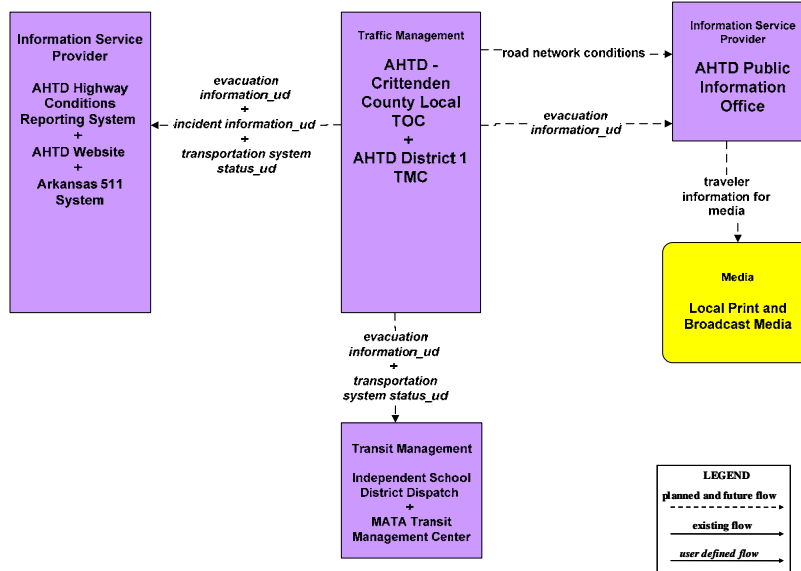 Information Service
Provider
AHTD Highway
Conditions
Reporting System
+
AHTD Website
+
Arkansas 511
System
evacuation
information_ud
+
incident information_ud
+
transportation system
status_ud
Traffic Management
AHTD -
Crittenden
County Local
TOC
+
AHTD District 1
TMC
road network conditions
evacuation
information_ud
Information Service
Provider
AHTD Public
Information
Office
traveler
information for
media
Media
Local Print and
Broadcast Media
evacuation
information_ud
+
transportation
system status_ud
Transit Management
Independent School
District Dispatch
+
MATA Transit
Management Center
LEGEND
planned and future flow
existing flow
user defined flow